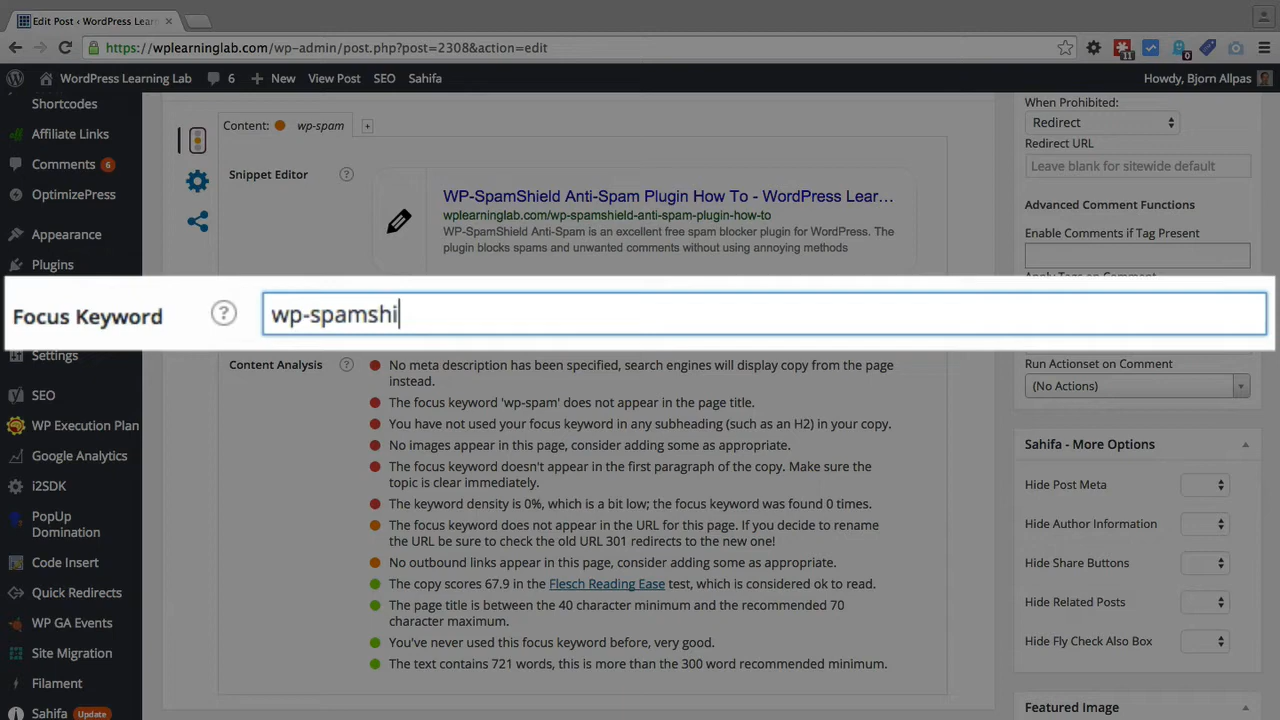 Edit Post ‹ WordPress Lear
https://wplearninglab.com/wp-admin/post.php?post=2308&action=edit
11
0
WordPress Learning Lab
6
New
View Post
SEO
Sahifa
Howdy, Bjorn Allpas
Shortcodes
Affiliate Links
Comments 6
OptimizePress
Appearance
Plugins
Settings
SEO
WP Execution Plan
Google Analytics
i2SDK
PopUp
Domination
Code Insert
Quick Redirects
WP GA Events
Site Migration
Filament
Sahifa Update
Content: wp-spam +
Snippet Editor ?
WP-SpamShield Anti-Spam Plugin How To - WordPress Lear...
wplearninglab.com/wp-spamshield-anti-spam-plugin-how-to
WP-SpamShield Anti-Spam is an excellent free spam blocker plugin for WordPress. The
plugin blocks spams and unwanted comments without using annoying methods
Focus Keyword ? wp-spamshi
Content Analysis ?
No meta description has been specified, search engines will display copy from the page
instead.
The focus keyword 'wp-spam' does not appear in the page title.
You have not used your focus keyword in any subheading (such as an H2) in your copy.
No images appear in this page, consider adding some as appropriate.
The focus keyword doesn't appear in the first paragraph of the copy. Make sure the
topic is clear immediately.
The keyword density is 0%, which is a bit low; the focus keyword was found 0 times.
The focus keyword does not appear in the URL for this page. If you decide to rename
the URL be sure to check the old URL 301 redirects to the new one!
No outbound links appear in this page, consider adding some as appropriate.
The copy scores 67.9 in the Flesch Reading Ease test, which is considered ok to read.
The page title is between the 40 character minimum and the recommended 70
character maximum.
You've never used this focus keyword before, very good.
The text contains 721 words, this is more than the 300 word recommended minimum.
When Prohibited:
Redirect
Redirect URL
Leave blank for sitewide default
Advanced Comment Functions
Enable Comments if Tag Present
Apply Tags on Comment
Run Actionset on Comment
(No Actions)
Sahifa - More Options
Hide Post Meta
Hide Author Information
Hide Share Buttons
Hide Related Posts
Hide Fly Check Also Box
Featured Image